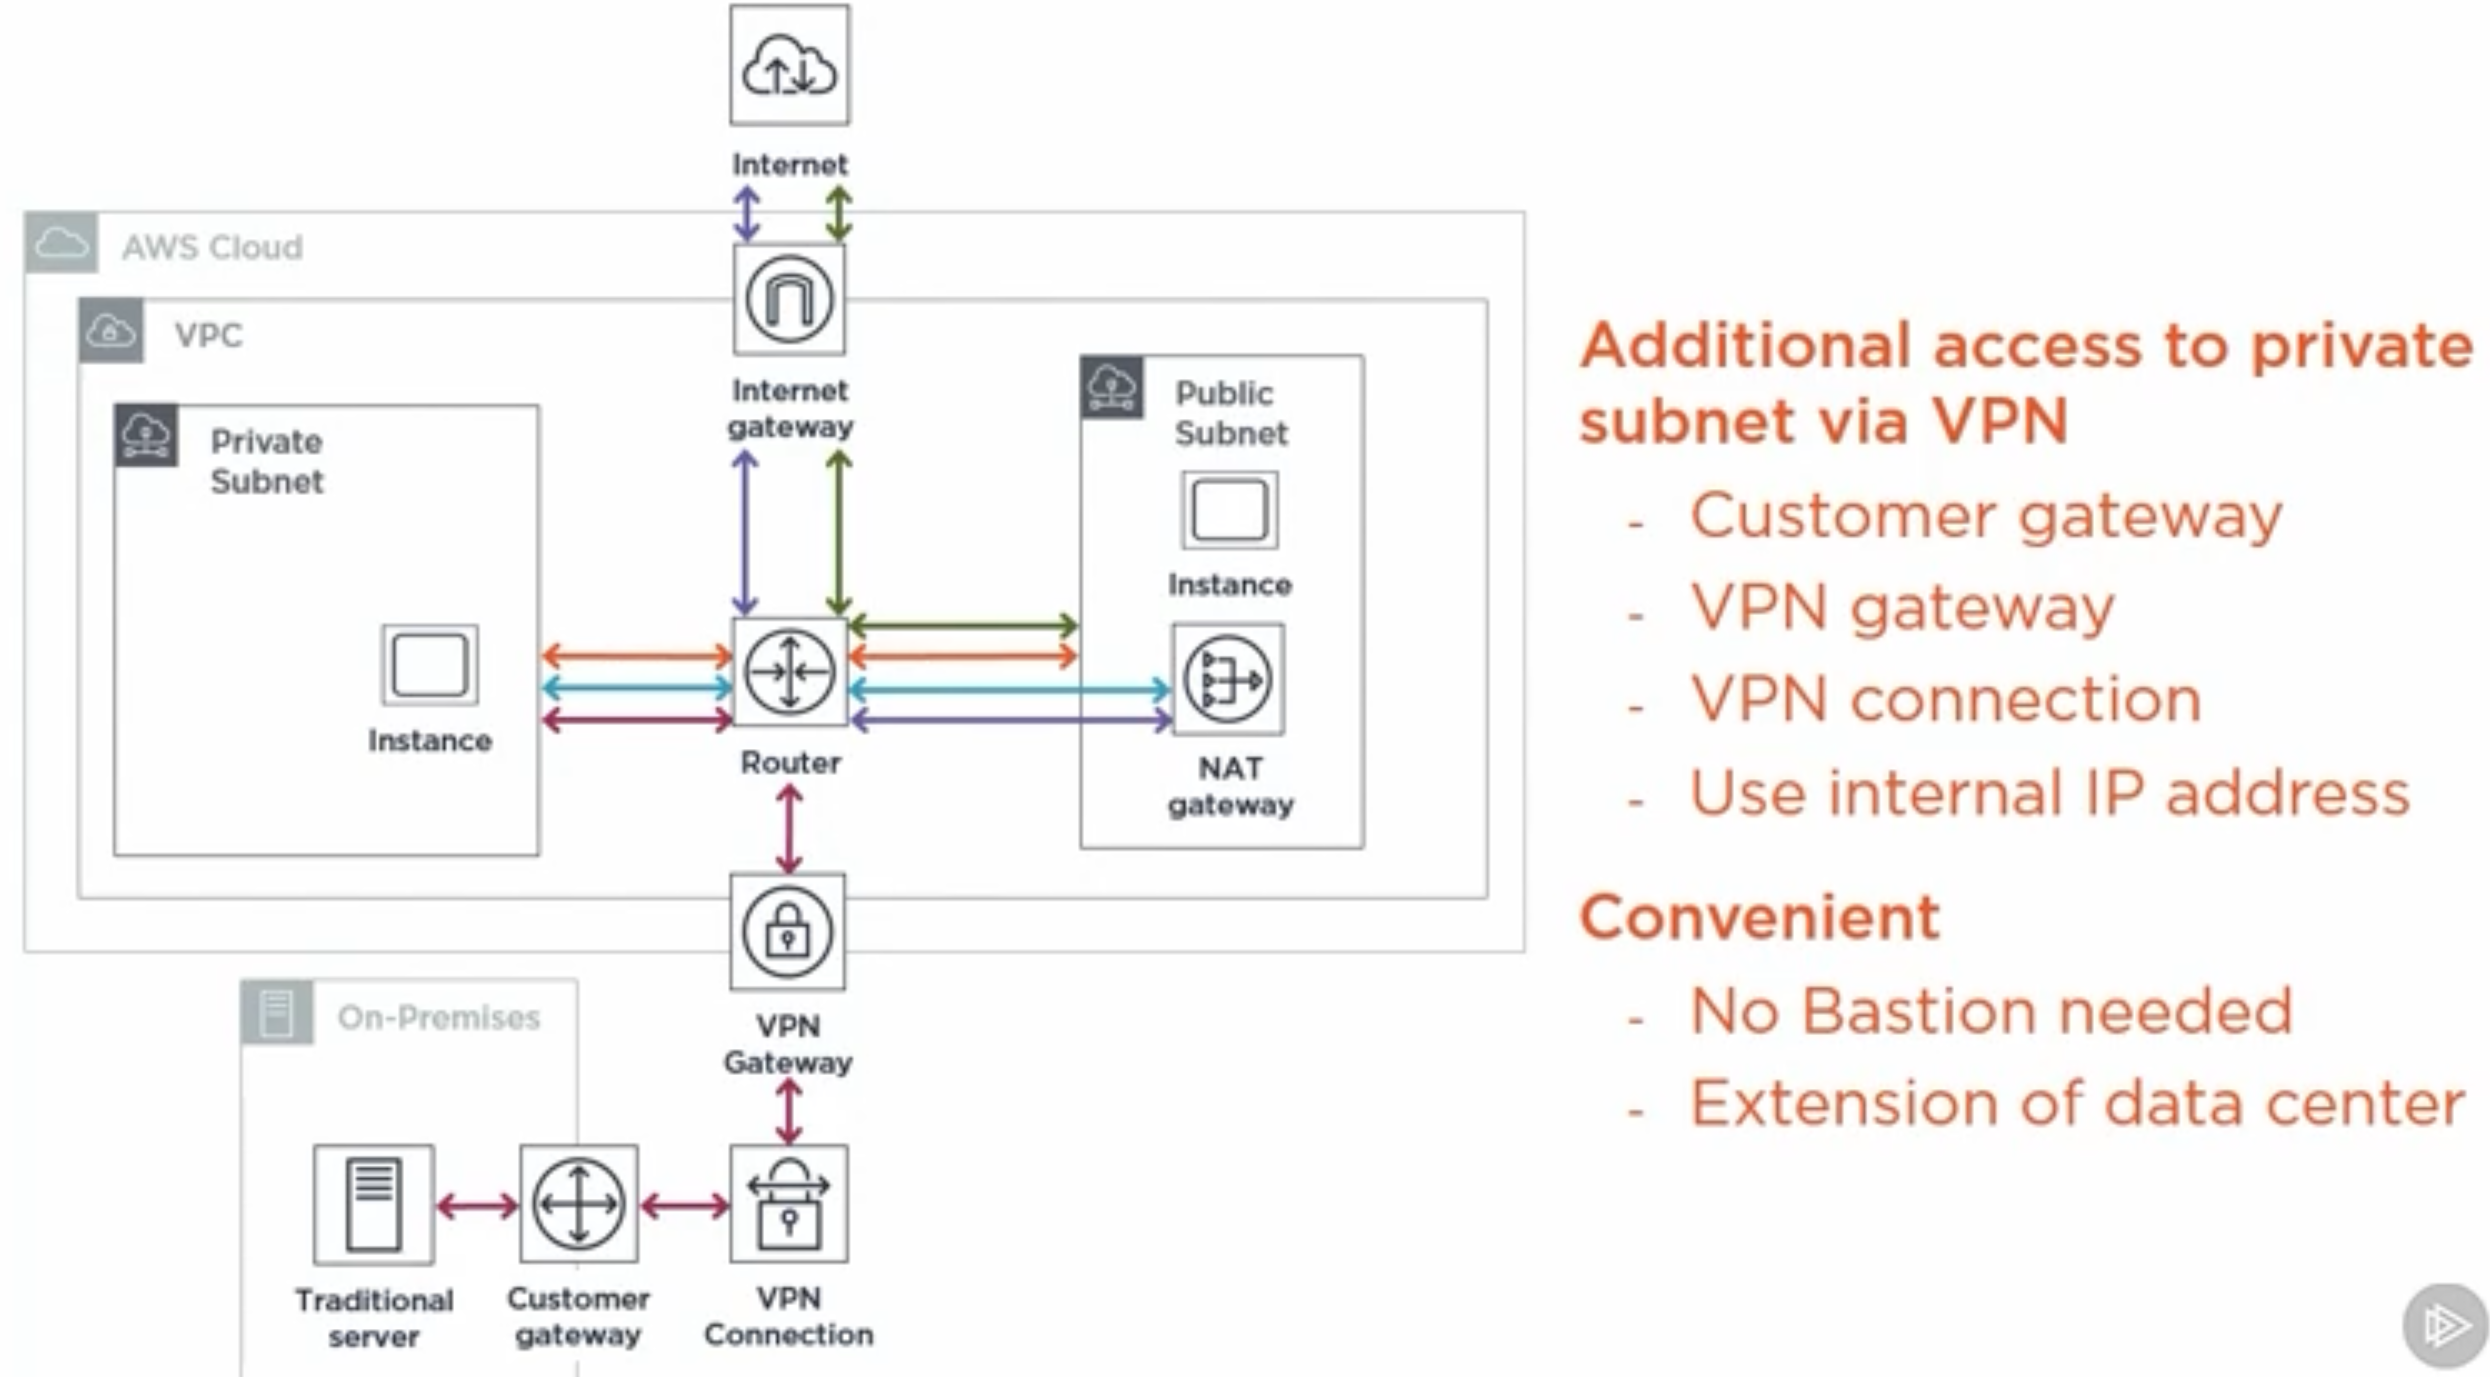 Internet
AWS Cloud
VPC
Internet
gateway
Private
Subnet
Public
Subnet
Instance
Instance
Router
NAT
gateway
VPN
Gateway
On-Premises
Traditional
server
Customer
gateway
VPN
Connection
Additional access to private
subnet via VPN
- Customer gateway
- VPN gateway
- VPN connection
- Use internal IP address
Convenient
- No Bastion needed
- Extension of data center